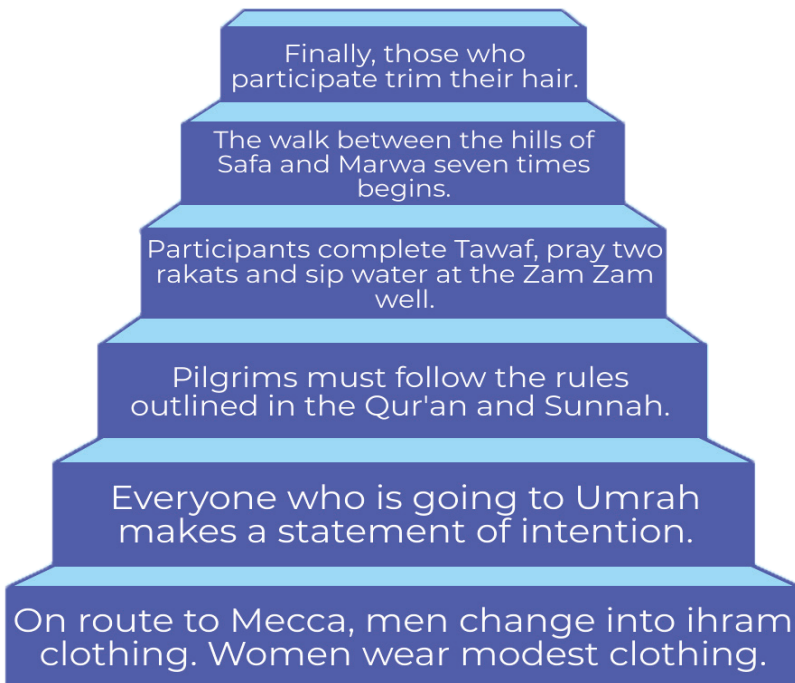 Finally, those who
participate trim their hair.
The walk between the hills of
Safa and Marwa seven times
begins.
Participants complete Tawaf, pray two
rakats and sip water at the Zam Zam
well.
Pilgrims must follow the rules
outlined in the Qur'an and Sunnah.
Everyone who is going to Umrah
makes a statement of intention.
On route to Mecca, men change into ihram
clothing. Women wear modest clothing.